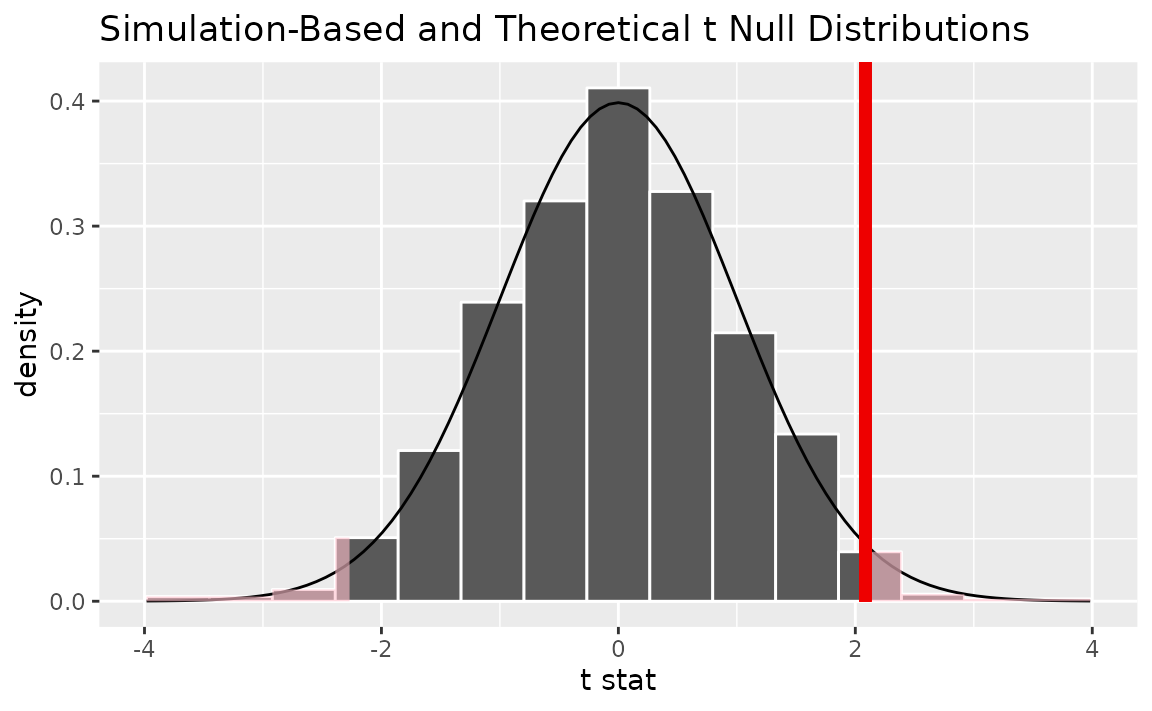 Simulation-Based and Theoretical t Null Distributions
0.4
0.3
0.2
0.1
0.0
density
-4 -2 0 2 4
t stat